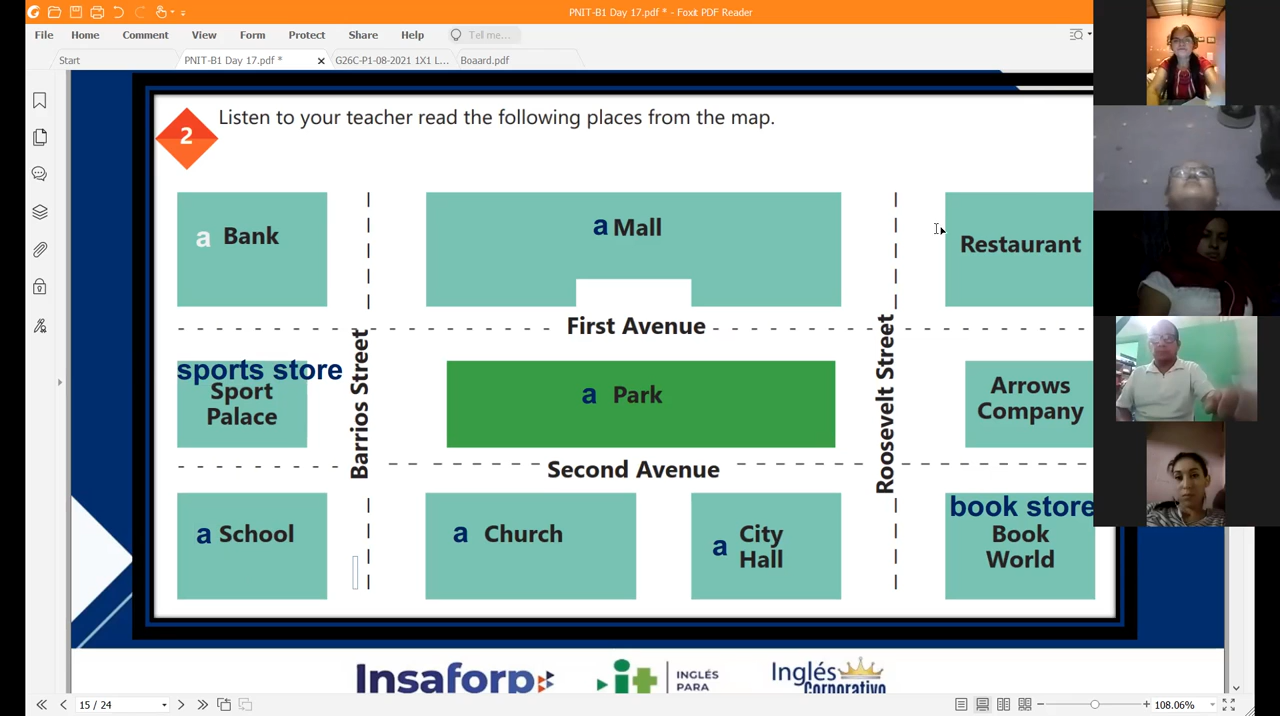 PNIT-B1 Day 17.pdf * - Foxit PDF Reader
File Home Comment View Form Protect Share Help Tell me...
Start PNIT-B1 Day 17.pdf * G26C-P1-08-2021 1X1 L... Boaard.pdf
2 Listen to your teacher read the following places from the map.
a Bank
a Mall
Restaurant
First Avenue
Barrios Street
Roosevelt Street
sports store
Sport
Palace
a Park
Arrows
Company
Second Avenue
a School
a Church
a City
Hall
book store
Book
World
Insaforp
it INGLÉS
PARA
Inglés
Corporativo
15 / 24
108.06%